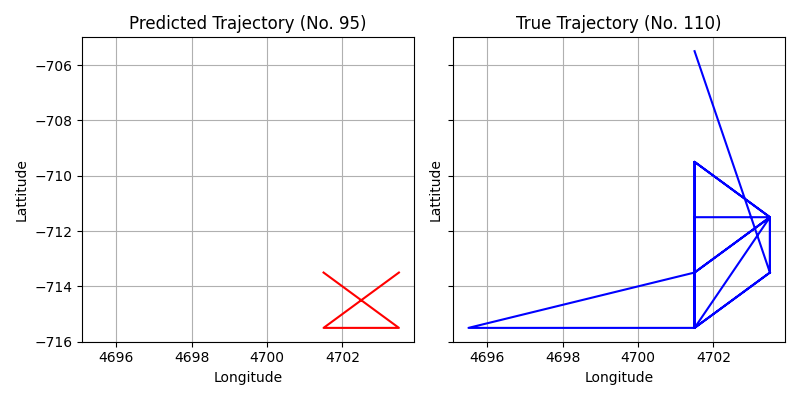 Predicted Trajectory (No. 95)
True Trajectory (No. 110)
−706
−708
−710
−712
−714
−716
Lattitude
Lattitude
4696 4698 4700 4702
4696 4698 4700 4702
Longitude
Longitude